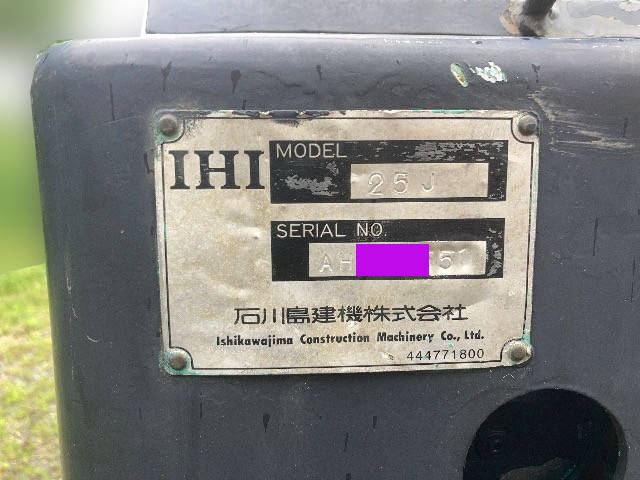 IHI
MODEL
25J
SERIAL NO.
AH
石川島建機株式会社
Ishikawajima Construction Machinery Co., Ltd.
444771800